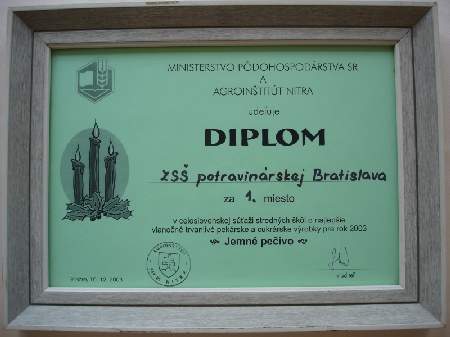 MINISTERSTVO PÔDOHOSPODÁRSTVA SR
A
AGROINŠTITÚT NITRA
udeľuje
DIPLOM
ZSŠ potravinárskej Bratislava
za 1. miesto
v celoslovenskej súťaži stredných škôl o najlepšie
vianočné trvanlivé pekárske a cukrárske výrobky pre rok 2003
Jemné pečivo